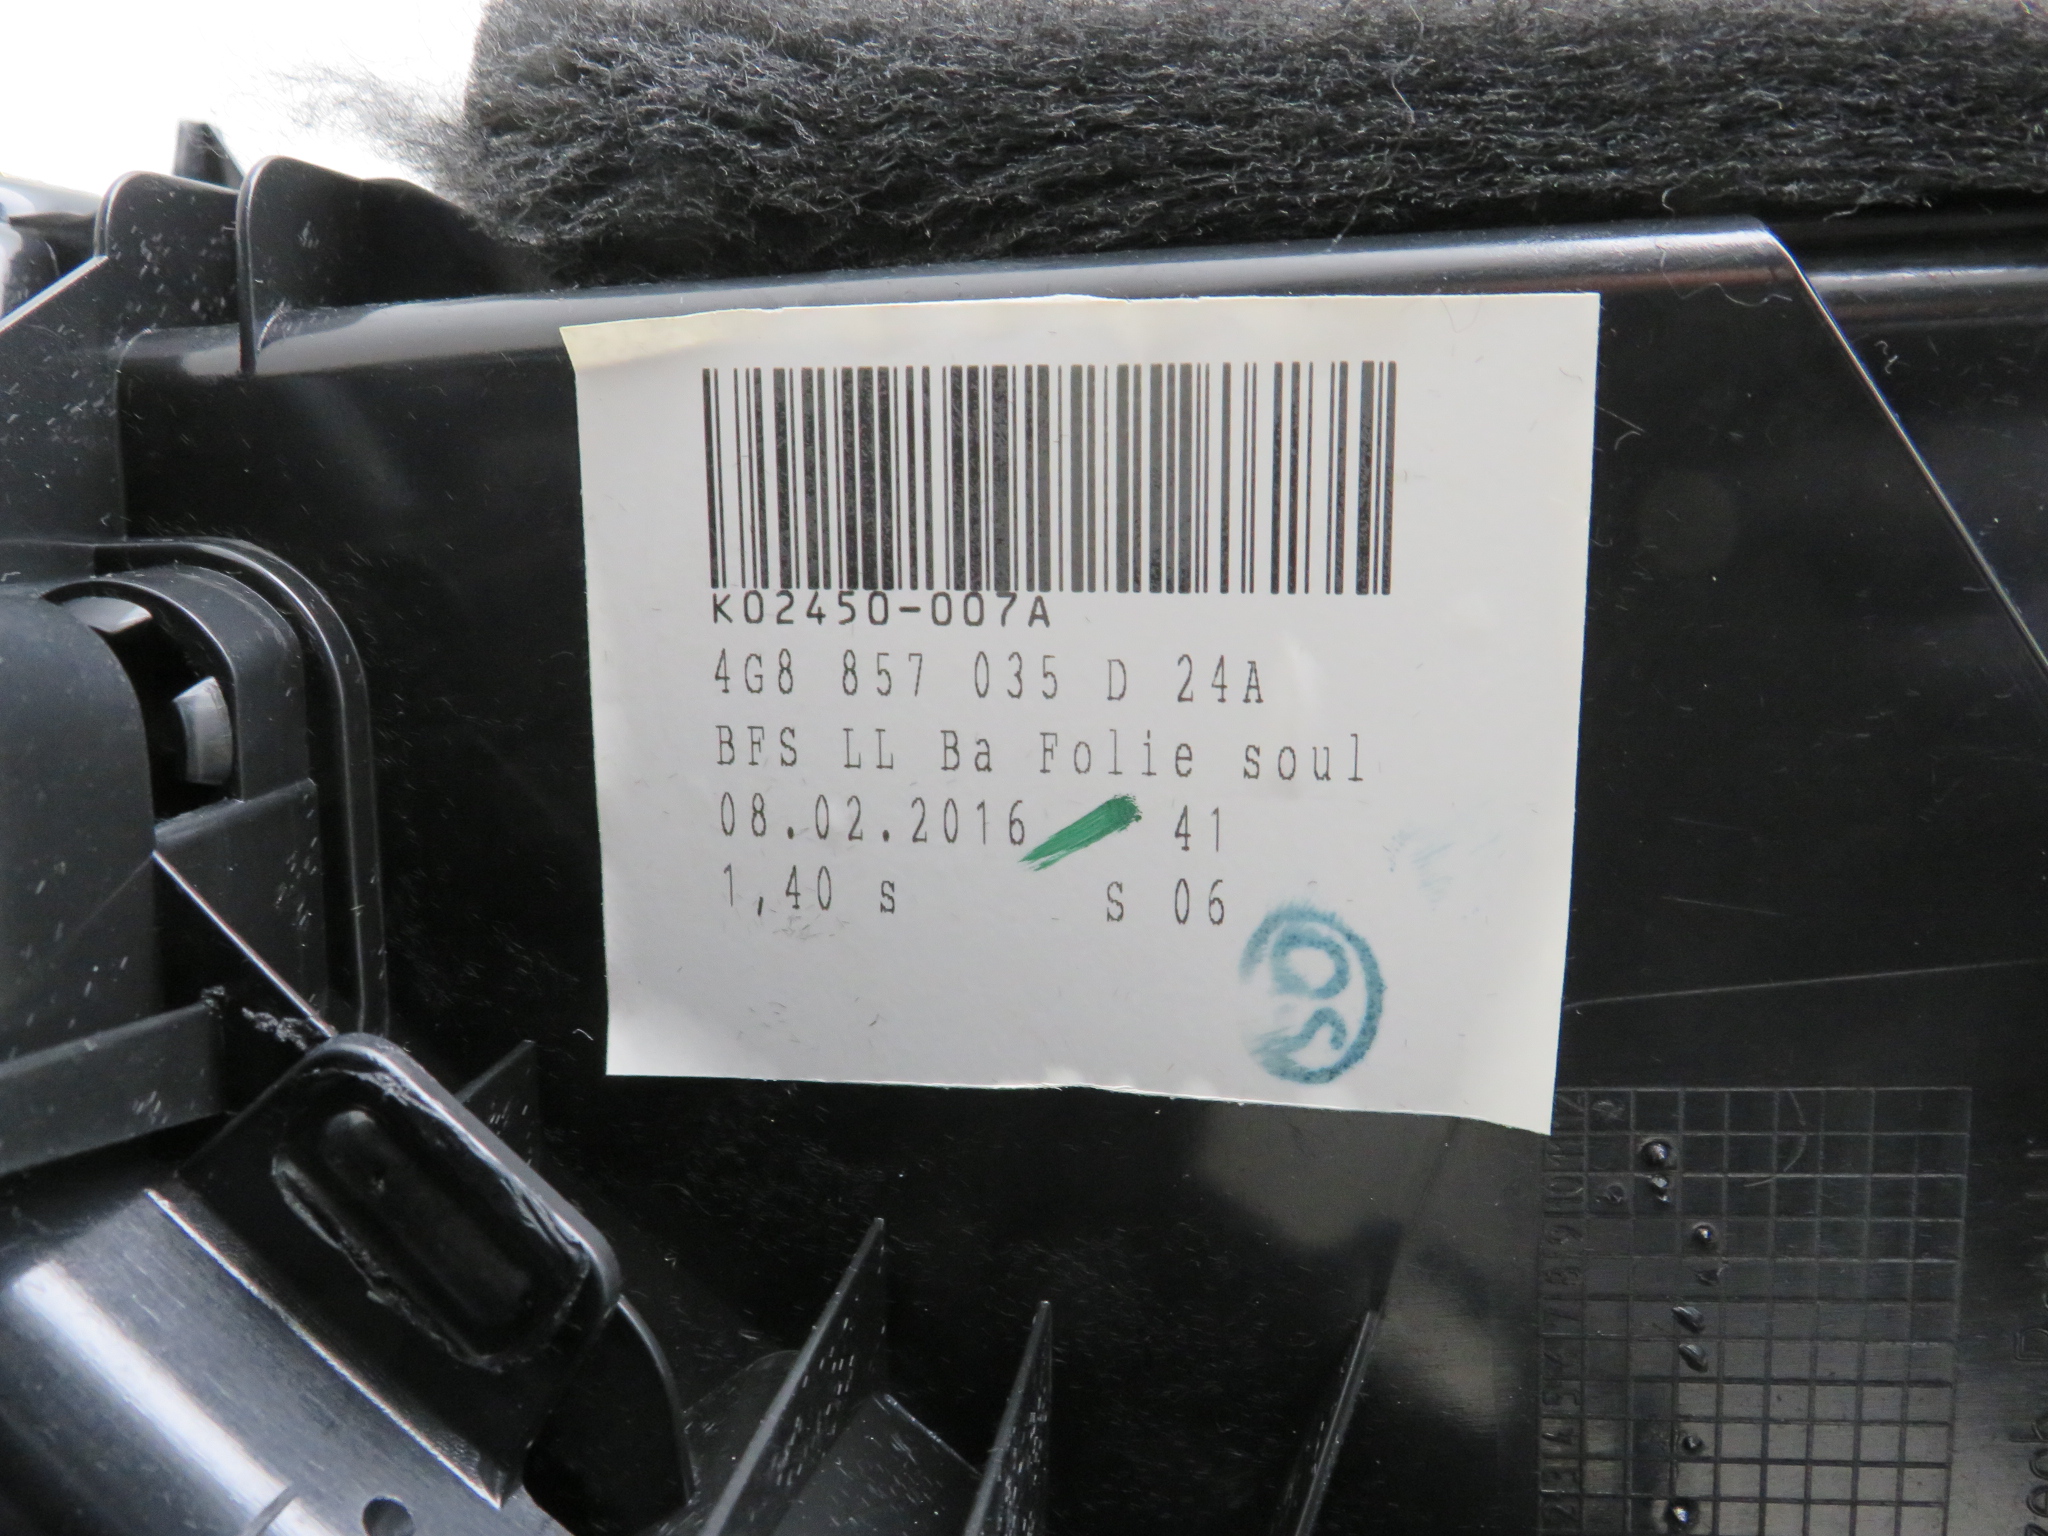 K02450-007A
4G8 857 035 D 24A
BFS LL Ba Folie soul
08.02.2016 41
1,40 s S 06